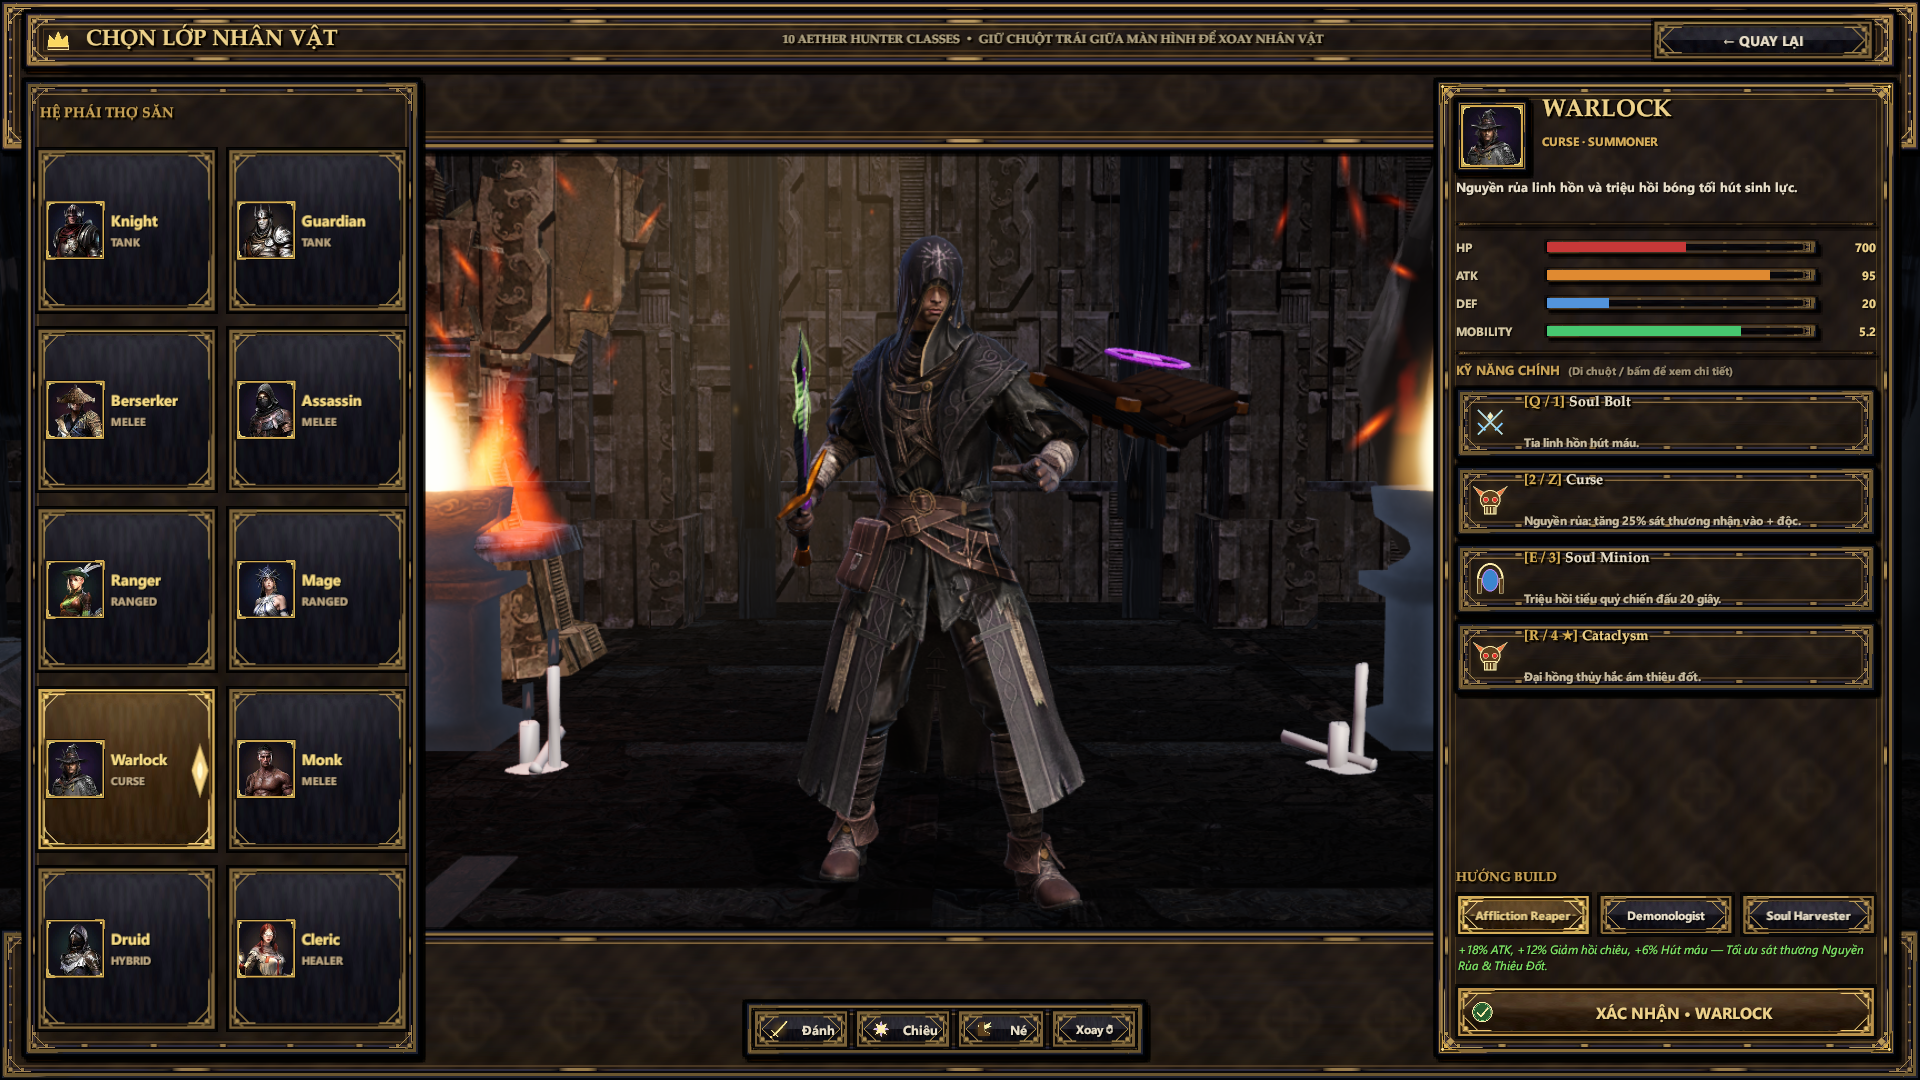 CHỌN LỚP NHÂN VẬT
10 AETHER HUNTER CLASSES • GIỮ CHUỘT TRÁI GIỮA MÀN HÌNH ĐỂ XOAY NHÂN VẬT
← QUAY LẠI
HỆ PHÁI THỢ SĂN
Knight
TANK
Guardian
TANK
Berserker
MELEE
Assassin
MELEE
Ranger
RANGED
Mage
RANGED
Warlock
CURSE
Monk
MELEE
Druid
HYBRID
Cleric
HEALER
Đánh
Chiêu
Né
Xoay
WARLOCK
CURSE · SUMMONER
Nguyền rủa linh hồn và triệu hồi bóng tối hút sinh lực.
HP 700
ATK 95
DEF 20
MOBILITY 5.2
KỸ NĂNG CHÍNH (Di chuột / bấm để xem chi tiết)
[Q / 1] Soul Bolt
Tia linh hồn hút máu.
[2 / Z] Curse
Nguyền rủa: tăng 25% sát thương nhận vào + độc.
[E / 3] Soul Minion
Triệu hồi tiểu quỷ chiến đấu 20 giây.
[R / 4 ★] Cataclysm
Đại hồng thủy hắc ám thiêu đốt.
HƯỚNG BUILD
Affliction Reaper
Demonologist
Soul Harvester
+18% ATK, +12% Giảm hồi chiêu, +6% Hút máu — Tối ưu sát thương Nguyền
Rủa & Thiêu Đốt.
XÁC NHẬN • WARLOCK